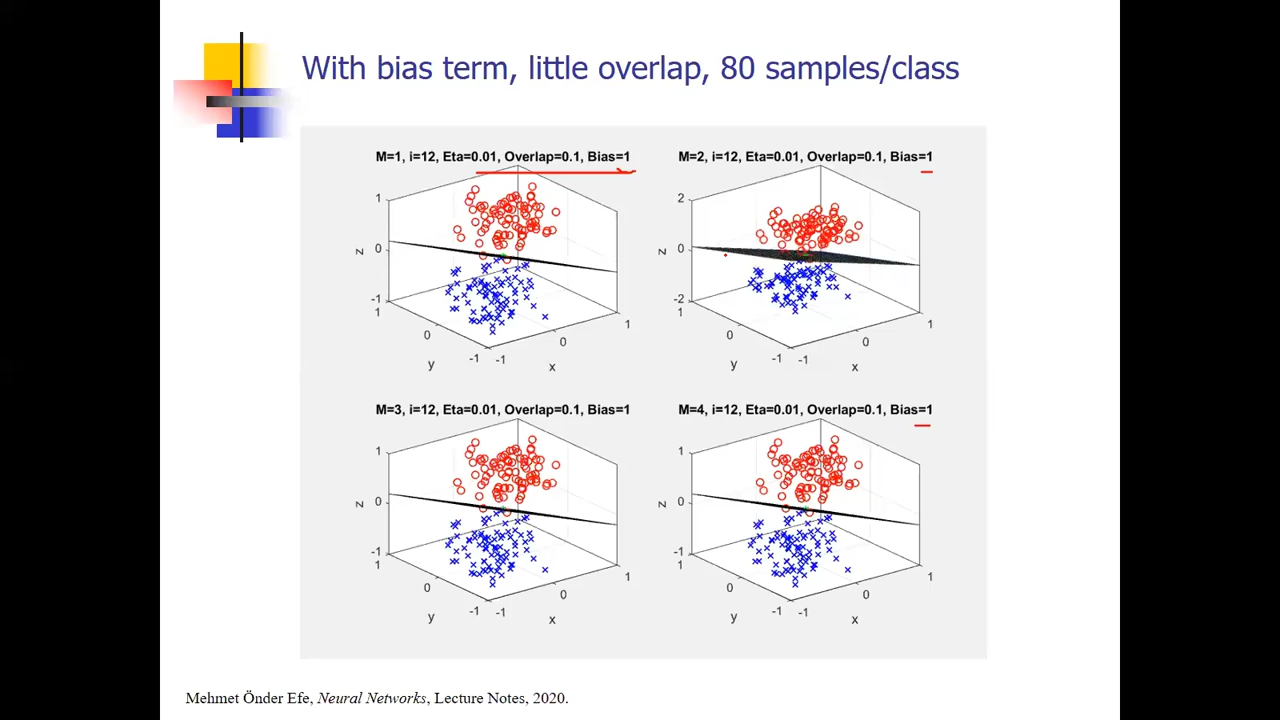 With bias term, little overlap, 80 samples/class
M=1, i=12, Eta=0.01, Overlap=0.1, Bias=1
1
0
-1
z
1
0
-1
y
-1
0
1
x
M=2, i=12, Eta=0.01, Overlap=0.1, Bias=1
2
0
-2
z
1
0
-1
y
-1
0
1
x
M=3, i=12, Eta=0.01, Overlap=0.1, Bias=1
1
0
-1
z
1
0
-1
y
-1
0
1
x
M=4, i=12, Eta=0.01, Overlap=0.1, Bias=1
1
0
-1
z
1
0
-1
y
-1
0
1
x
Mehmet Önder Efe, Neural Networks, Lecture Notes, 2020.